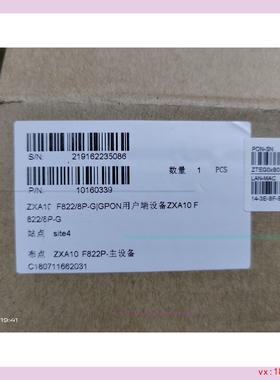 S/N: 219162235086
数量 1 PCS
P/N: 10160339
PON-SN
LAN-MAC
ZXA10 F822/8P-G|GPON用户端设备ZXA10 F
822/8P-G
站点 site4
布点 ZXA10 F822P-主设备
C180711662031
19:41